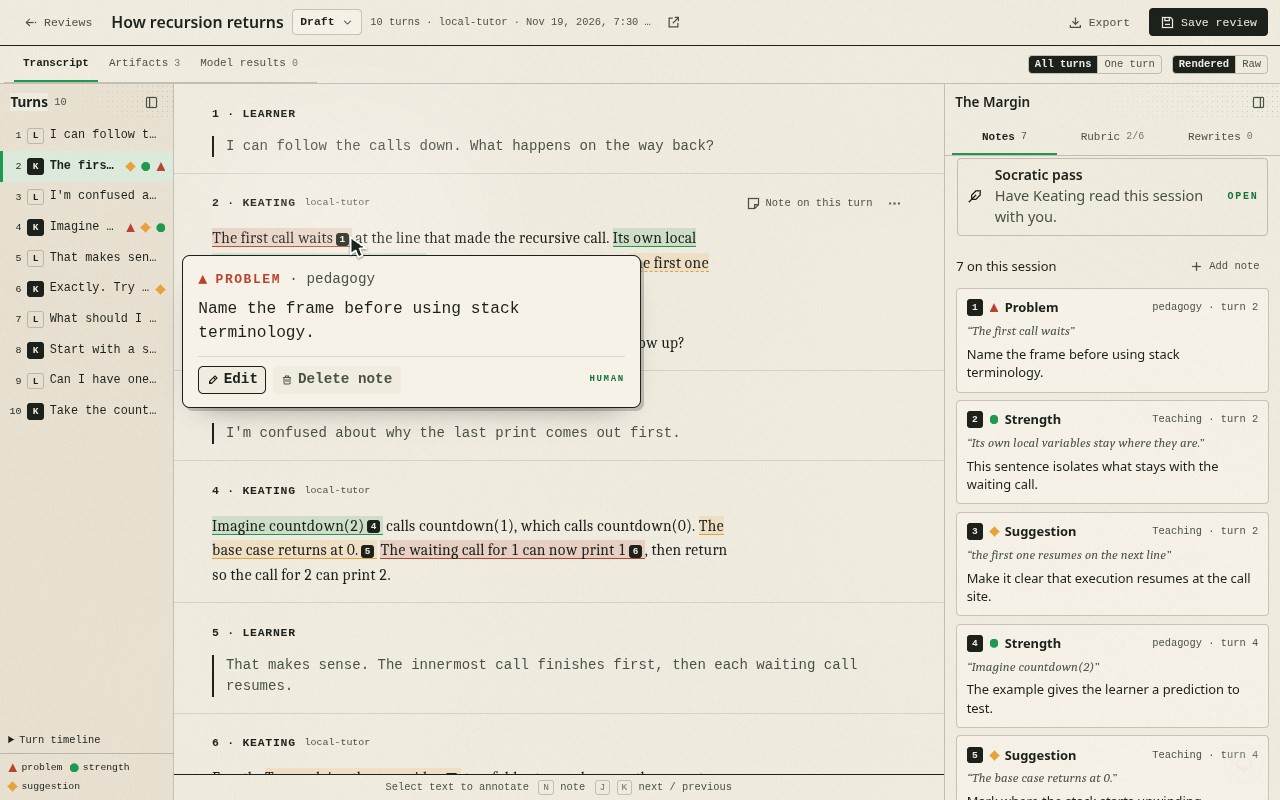 Reviews
How recursion returns
Draft
10 turns · local-tutor · Nov 19, 2026, 7:30 …
Export
Save review
Transcript
Artifacts 3
Model results 0
All turns
One turn
Rendered
Raw
Turns 10
1 L I can follow t…
2 K The firs…
3 L I'm confused a…
4 K Imagine …
5 L That makes sen…
6 K Exactly. Try …
7 L What should I …
8 K Start with a s…
9 L Can I have one…
10 K Take the count…
Turn timeline
problem strength
suggestion
1 · LEARNER
I can follow the calls down. What happens on the way back?
2 · KEATING local-tutor
Note on this turn
The first call waits 1 at the line that made the recursive call. Its own local
e first one
ow up?
PROBLEM · pedagogy
Name the frame before using stack
terminology.
Edit
Delete note
HUMAN
I'm confused about why the last print comes out first.
4 · KEATING local-tutor
Imagine countdown(2) 4 calls countdown(1), which calls countdown(0). The
base case returns at 0. 5 The waiting call for 1 can now print 1 6 , then return
so the call for 2 can print 2.
5 · LEARNER
That makes sense. The innermost call finishes first, then each waiting call
resumes.
6 · KEATING local-tutor
Select text to annotate N note J K next / previous
The Margin
Notes 7
Rubric 2/6
Rewrites 0
Socratic pass
Have Keating read this session
with you.
OPEN
7 on this session
Add note
1 Problem pedagogy · turn 2
“The first call waits”
Name the frame before using stack
terminology.
2 Strength Teaching · turn 2
“Its own local variables stay where they are.”
This sentence isolates what stays with the
waiting call.
3 Suggestion Teaching · turn 2
“the first one resumes on the next line”
Make it clear that execution resumes at the call
site.
4 Strength pedagogy · turn 4
“Imagine countdown(2)”
The example gives the learner a prediction to
test.
5 Suggestion Teaching · turn 4
“The base case returns at 0.”
Mark where the stack starts unwinding.